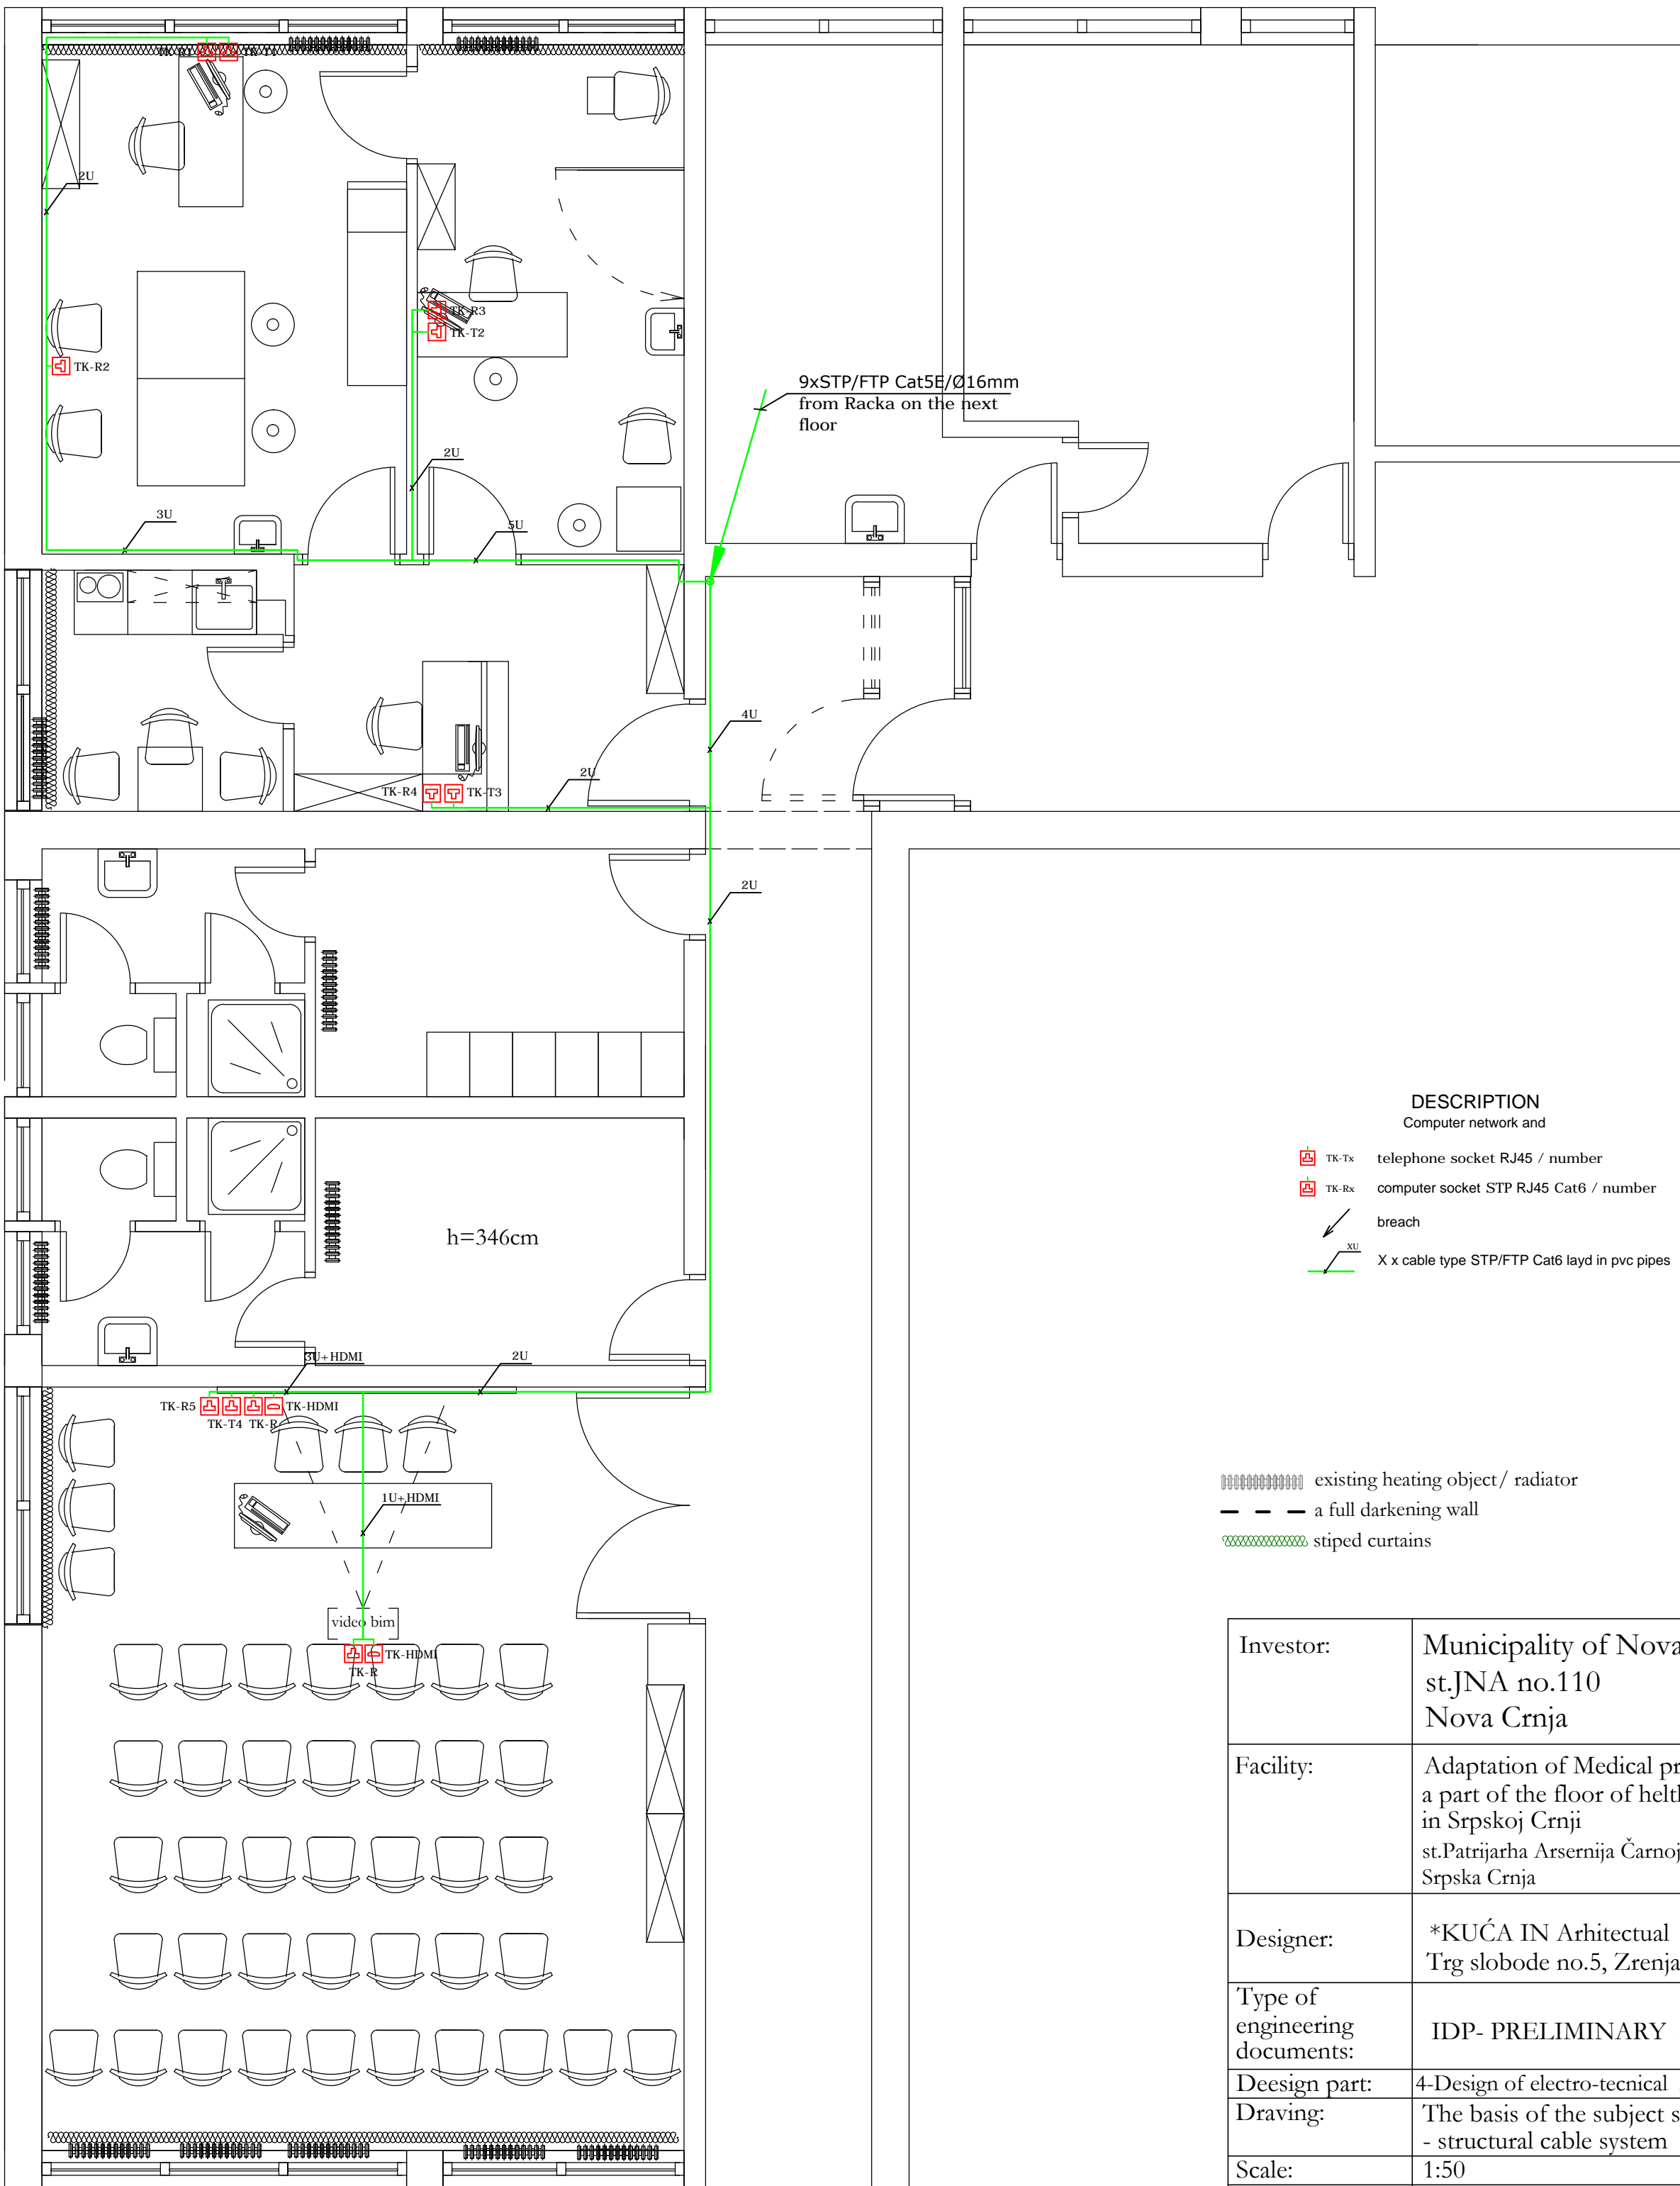 TK-R1
TK-T1
2U
TK-R3
TK-T2
TK-R2
9xSTP/FTP Cat5E/Ø16mm
from Racka on the next
floor
2U
3U
5U
4U
2U
TK-R4
TK-T3
2U
DESCRIPTION
Computer network and
TK-Tx telephone socket RJ45 / number
TK-Rx computer socket STP RJ45 Cat6 / number
breach
XU X x cable type STP/FTP Cat6 layd in pvc pipes
h=346cm
3U+HDMI
2U
TK-R5
TK-HDMI
TK-T4 TK-R
1U+HDMI
existing heating object/ radiator
a full darkening wall
stiped curtains
video bim
TK-HDMI
TK-R
Investor:
Municipality of Nova
st.JNA no.110
Nova Crnja
Facility:
Adaptation of Medical pr
a part of the floor of helt
in Srpskoj Crnji
st.Patrijarha Arsernija Čarnoj
Srpska Crnja
Designer:
*KUĆA IN Arhitectual
Trg slobode no.5, Zrenja
Type of
engineering
documents:
IDP- PRELIMINARY
Deesign part:
4-Design of electro-tecnical
Draving:
The basis of the subject s
- structural cable system
Scale:
1:50